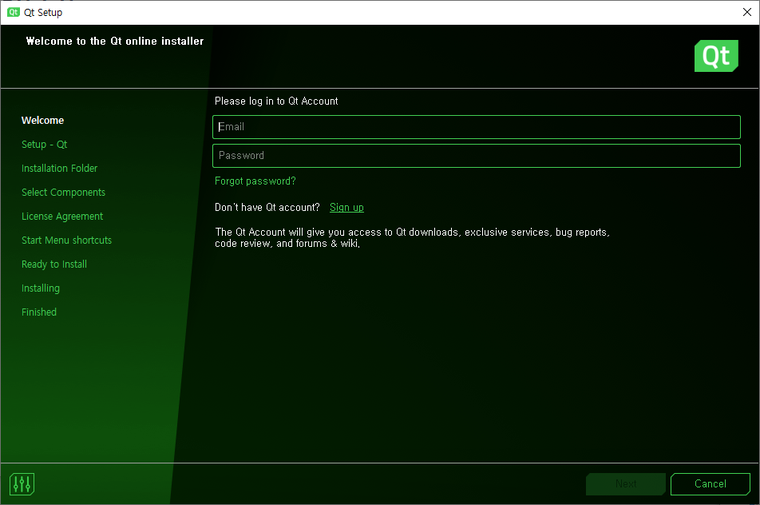 Qt Setup
Welcome to the Qt online installer
Qt
Please log in to Qt Account
Welcome
Email
Setup - Qt
Password
Installation Folder
Forgot password?
Select Components
Don't have Qt account? Sign up
License Agreement
The Qt Account will give you access to Qt downloads, exclusive services, bug reports,
code review, and forums & wiki.
Start Menu shortcuts
Ready to Install
Installing
Finished
Next
Cancel